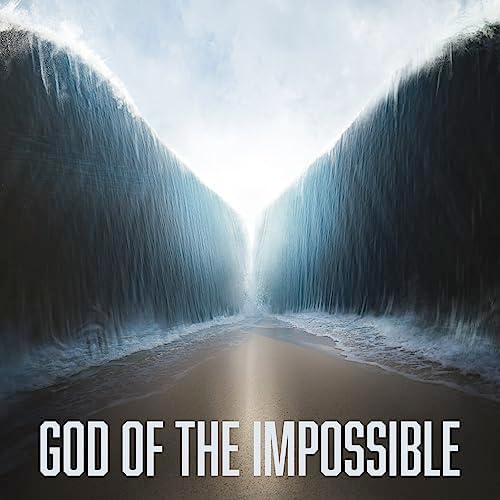 GOD OF THE IMPOSSIBLE